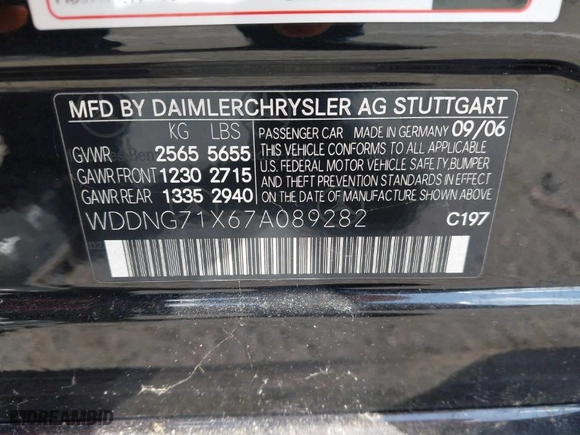 MFD BY DAIMLERCHRYSLER AG STUTTGART
KG LBS
GVWR 2565 5655
GAWR.FRONT 1230 2715
GAWR.REAR 1335 2940
PASSENGER CAR MADE IN GERMANY 09/06
THIS VEHICLE CONFORMS TO ALL APPLICABLE
U.S. FEDERAL MOTOR VEHICLE SAFETY,BUMPER
AND THEFT PREVENTION STANDARDS IN EFFECT
ON THE DATE OF MANUFACTURE SHOWN ABOVE
WDDNG71X67A089282
C197
DREAMBID